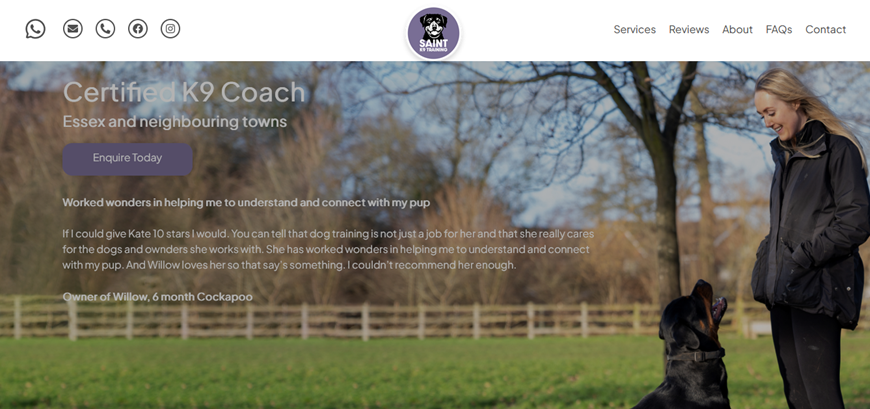 SAINT
K9 TRAINING
Services Reviews About FAQs Contact
Certified K9 Coach
Essex and neighbouring towns
Enquire Today
Worked wonders in helping me to understand and connect with my pup
If I could give Kate 10 stars I would. You can tell that dog training is not just a job for her and that she really cares
for the dogs and ownders she works with. She has worked wonders in helping me to understand and connect
with my pup. And Willow loves her so that say's something. I couldn't recommend her enough.
Owner of Willow, 6 month Cockapoo